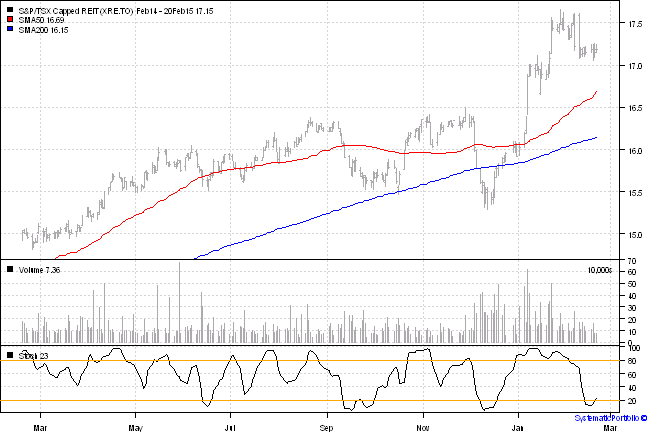 S&P/TSX Capped REIT (XRE.TO) Feb14 - 20Feb15 17.15
SMA50 16.69
SMA200 16.15
17.5
17.0
16.5
16.0
15.5
15.0
70
Volume 7.36
10,000s
60
50
40
30
20
10
0
100
23
80
60
40
20
Mar
May
Jul
Sep
Nov
Jan
Mar
SystematicPortfolio ©